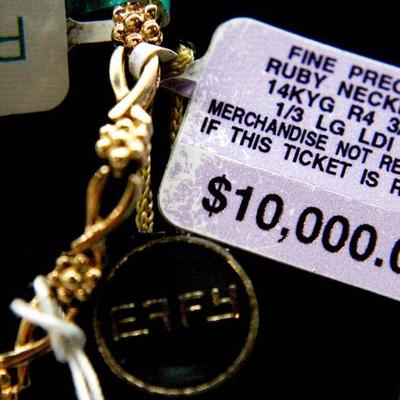 FINE PREC
RUBY NECK
14KYG R4 3/
1/3 LG LDI
MERCHANDISE NOT RE
IF THIS TICKET IS R
$10,000.0
EFFY